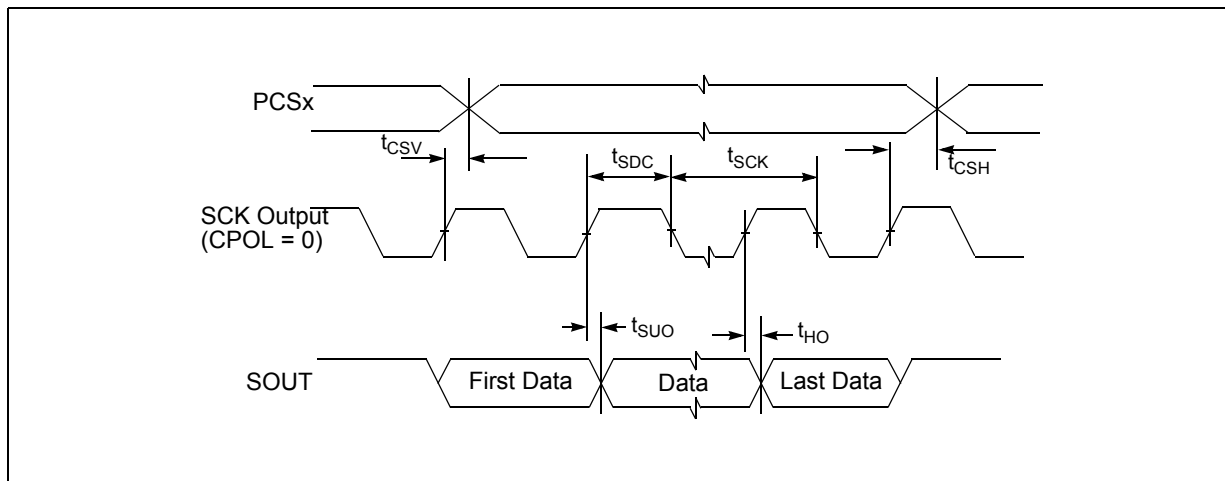 PCSx
tCSV
tSDC
tSCK
tCSH
SCK Output
(CPOL = 0)
tSUO
tHO
SOUT
First Data
Data
Last Data